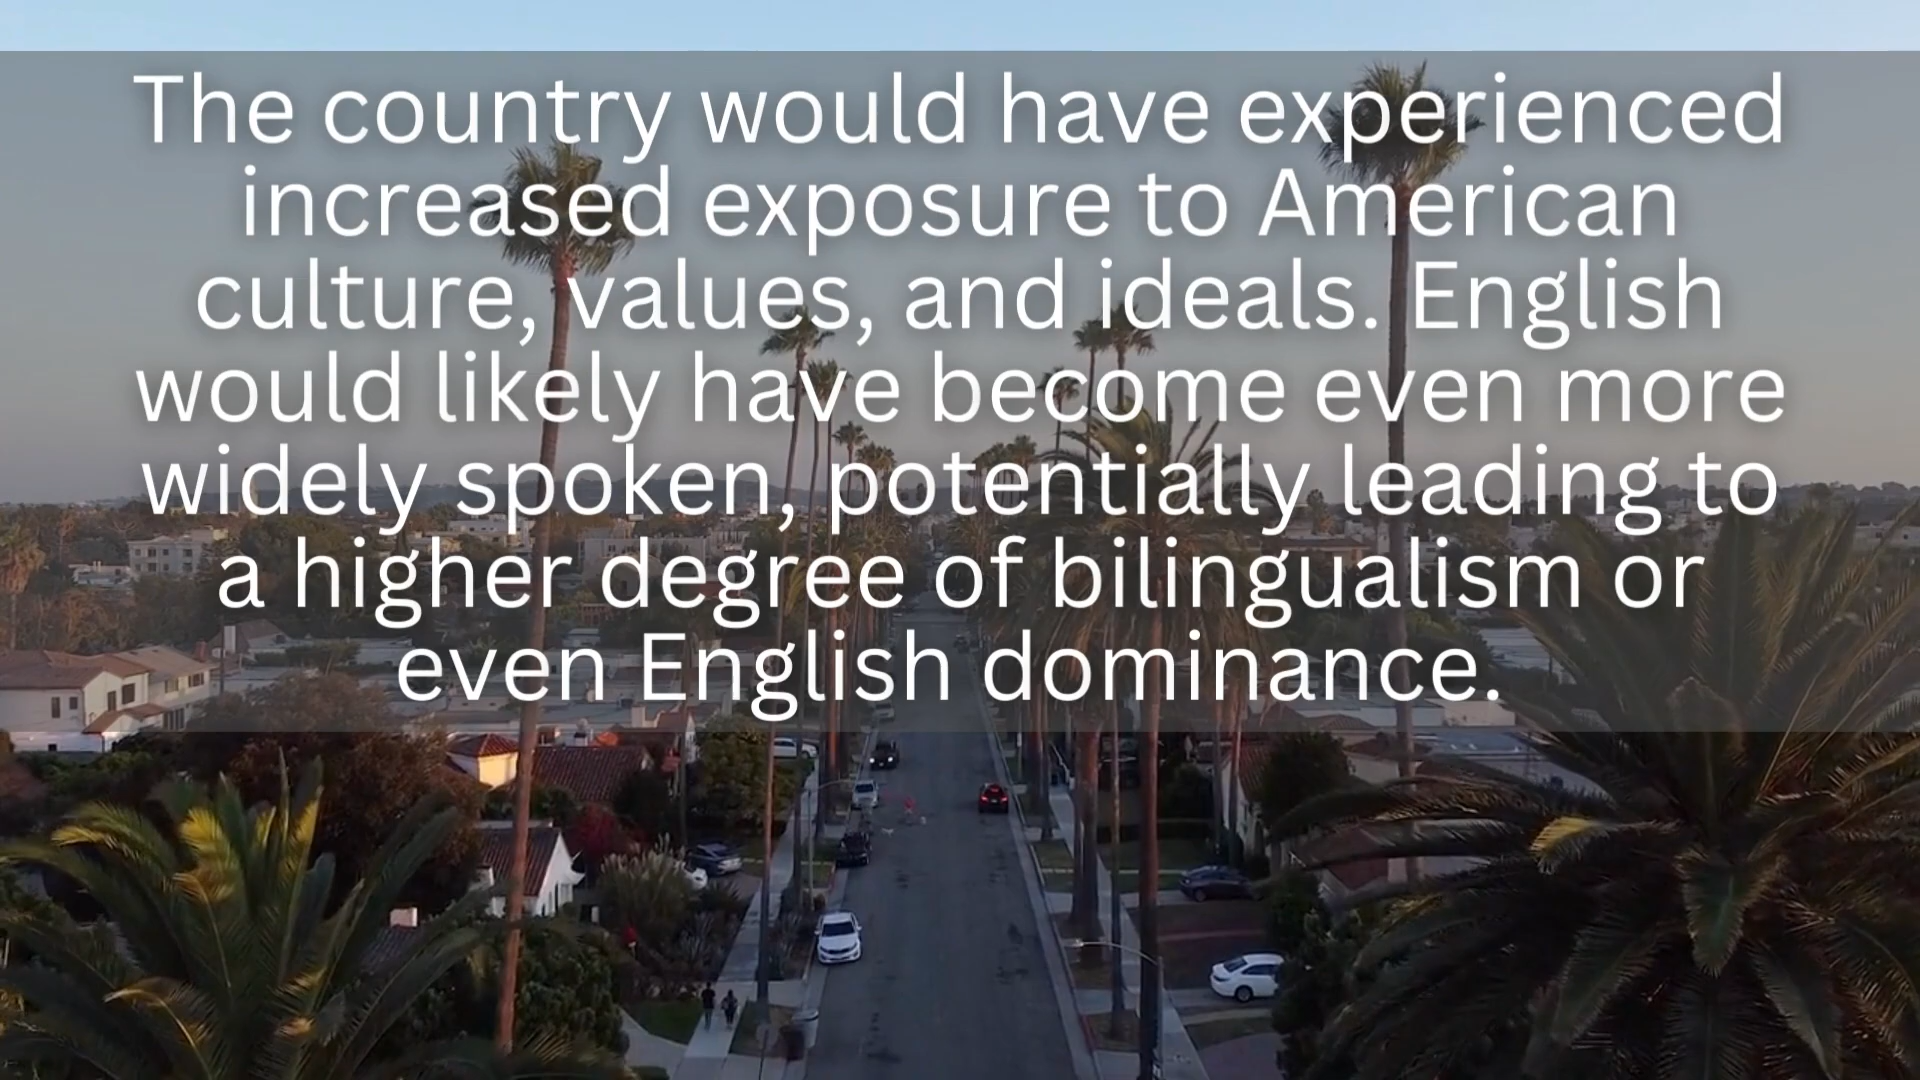 The country would have experienced
increased exposure to American
culture, values, and ideals. English
would likely have become even more
widely spoken, potentially leading to
a higher degree of bilingualism or
even English dominance.